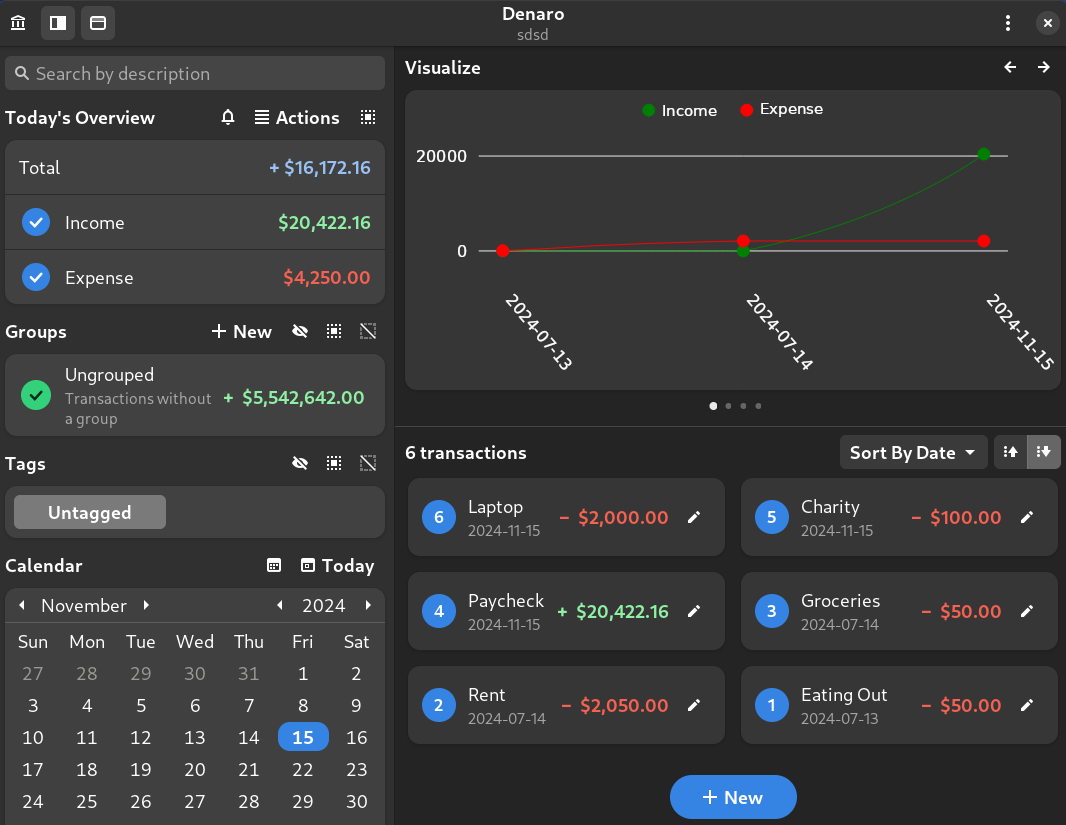 Denaro
sdsd
Search by description
Today's Overview
Actions
Total
+ $16,172.16
Income
$20,422.16
Expense
$4,250.00
Groups
+ New
Ungrouped
Transactions without
a group
+ $5,542,642.00
Tags
Untagged
Calendar
Today
November
2024
Sun Mon Tue Wed Thu Fri Sat
27 28 29 30 31 1 2
3 4 5 6 7 8 9
10 11 12 13 14 15 16
17 18 19 20 21 22 23
24 25 26 27 28 29 30
Visualize
Income
Expense
20000
0
2024-07-13
2024-07-14
2024-11-15
6 transactions
Sort By Date
6
Laptop
2024-11-15
− $2,000.00
5
Charity
2024-11-15
− $100.00
4
Paycheck
2024-11-15
+ $20,422.16
3
Groceries
2024-07-14
− $50.00
2
Rent
2024-07-14
− $2,050.00
1
Eating Out
2024-07-13
− $50.00
+ New